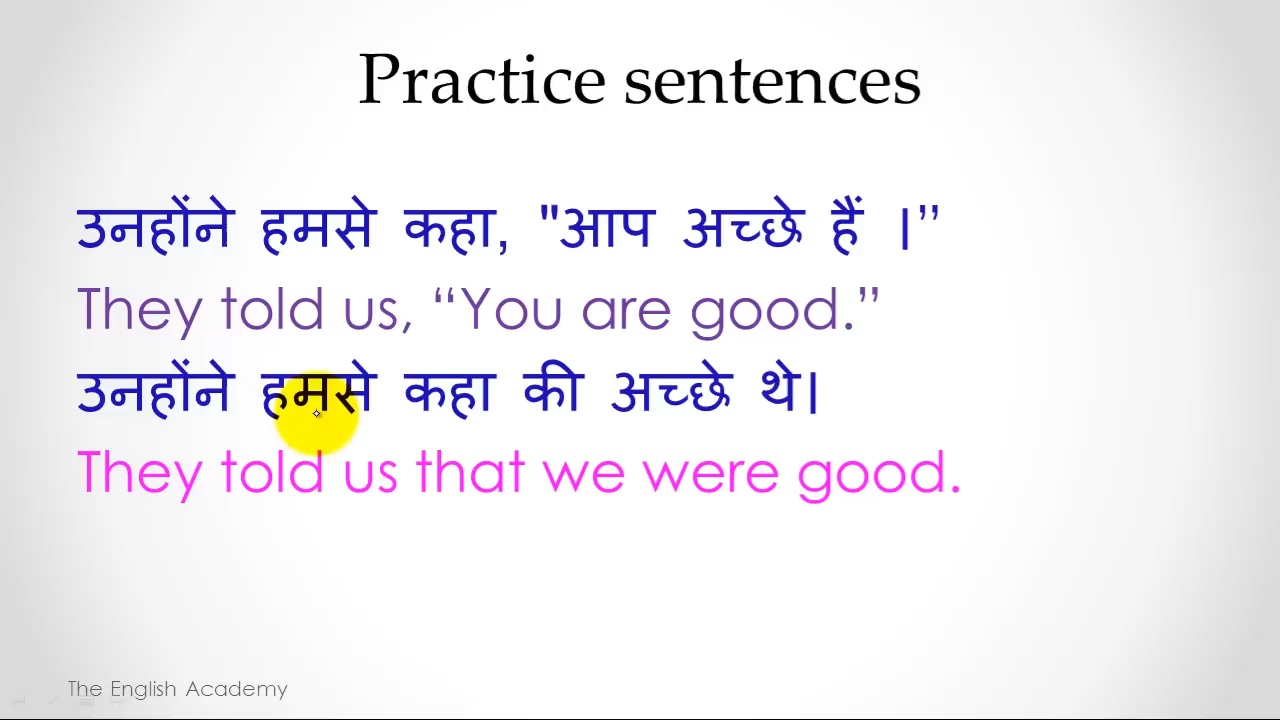 Practice sentences
उनहोंने हमसे कहा, "आप अच्छे हैं ।”
They told us, “You are good.”
उनहोंने हमसे कहा की अच्छे थे।
They told us that we were good.
The English Academy